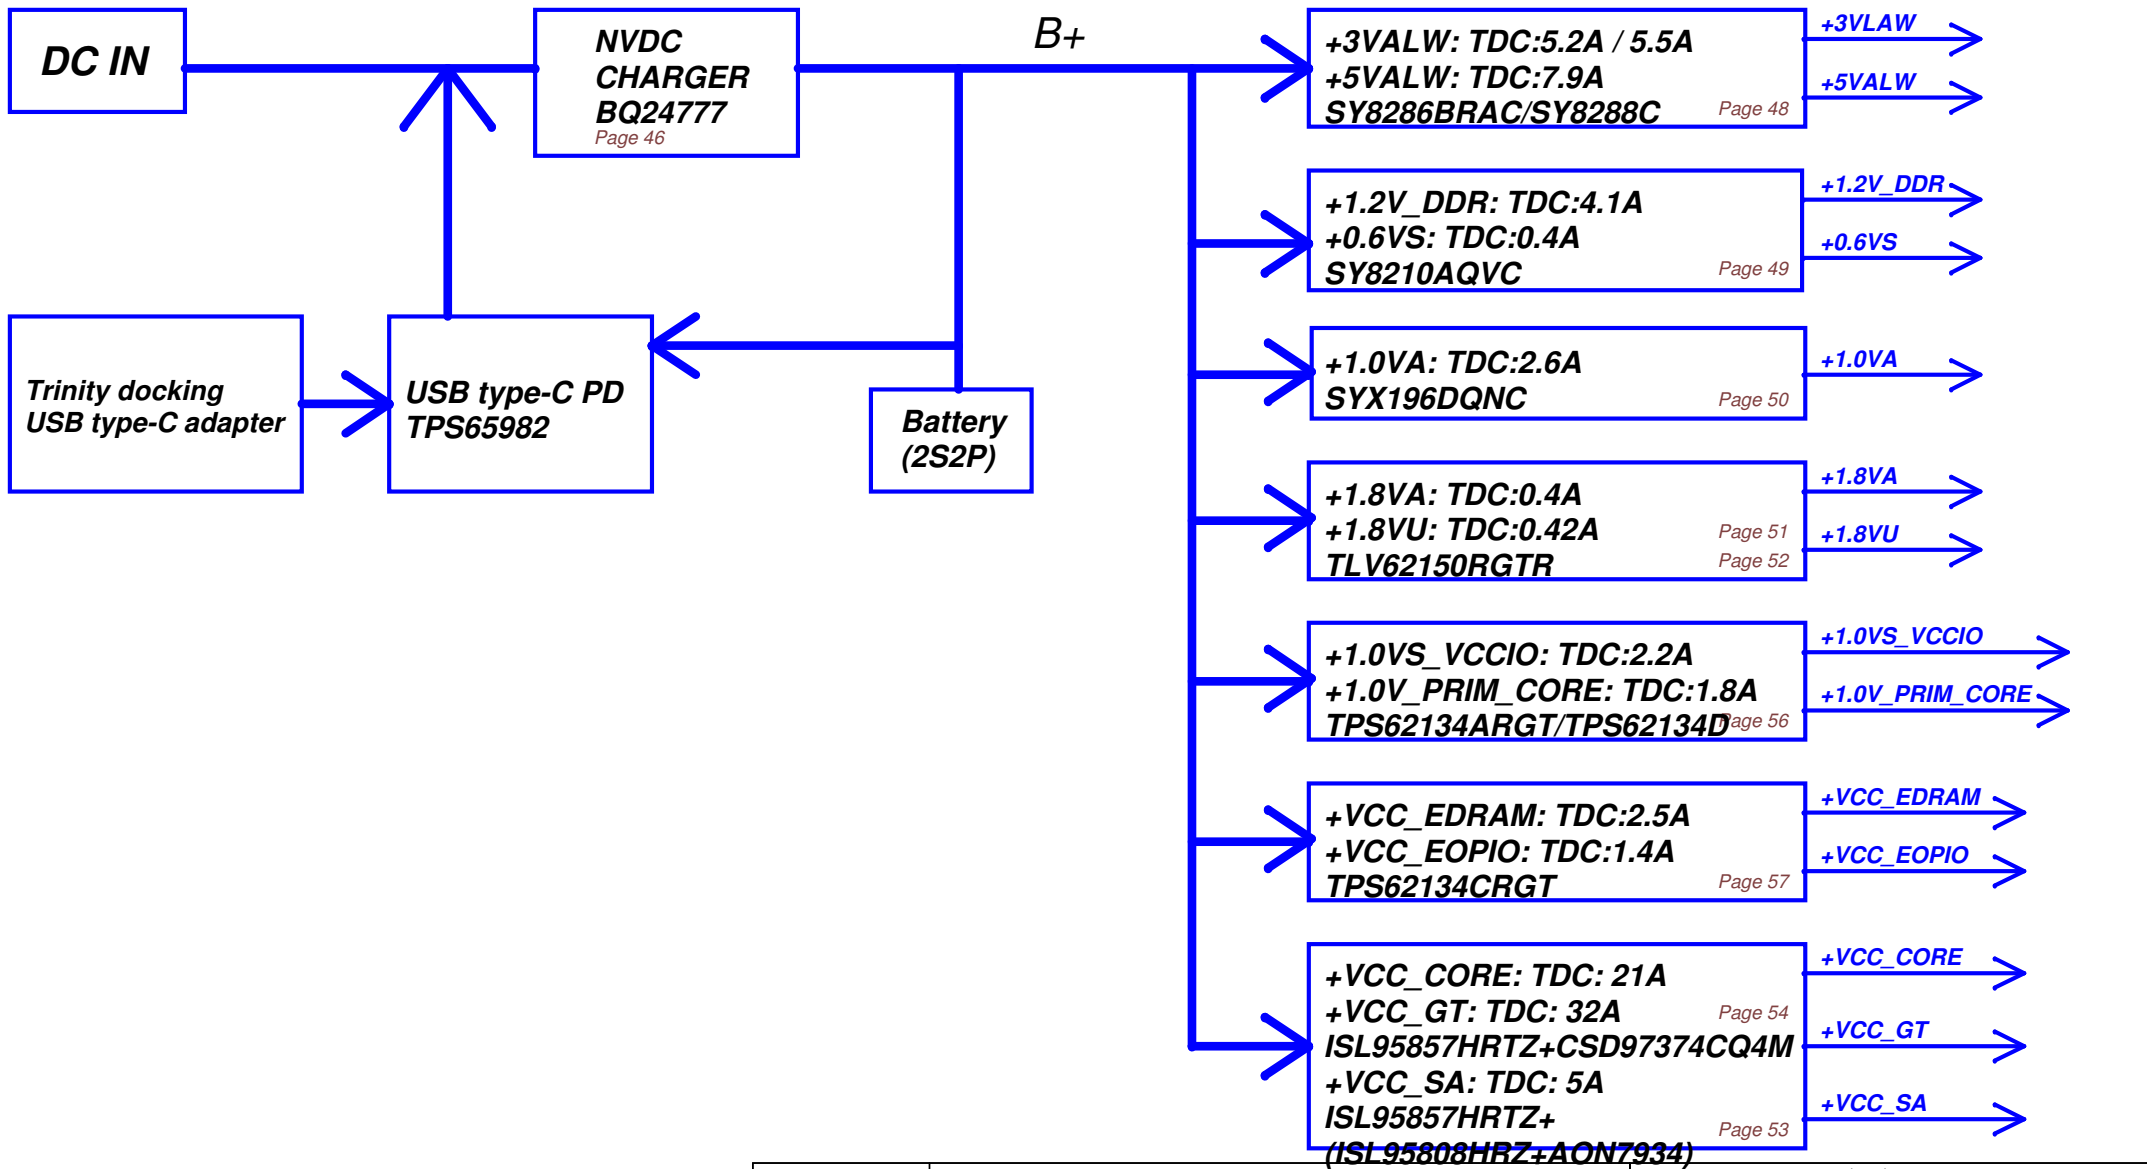 DC IN
NVDC
CHARGER
BQ24777
Page 46
B+
+3VALW: TDC:5.2A / 5.5A
+5VALW: TDC:7.9A
SY8286BRAC/SY8288C
Page 48
+3VLAW
+5VALW
+1.2V_DDR: TDC:4.1A
+0.6VS: TDC:0.4A
SY8210AQVC
Page 49
+1.2V_DDR
+0.6VS
Trinity docking
USB type-C adapter
USB type-C PD
TPS65982
Battery
(2S2P)
+1.0VA: TDC:2.6A
SYX196DQNC
Page 50
+1.0VA
+1.8VA: TDC:0.4A
+1.8VU: TDC:0.42A
TLV62150RGTR
Page 51
Page 52
+1.8VA
+1.8VU
+1.0VS_VCCIO: TDC:2.2A
+1.0V_PRIM_CORE: TDC:1.8A
TPS62134ARGT/TPS62134D
Page 56
+1.0VS_VCCIO
+1.0V_PRIM_CORE
+VCC_EDRAM: TDC:2.5A
+VCC_EOPIO: TDC:1.4A
TPS62134CRGT
Page 57
+VCC_EDRAM
+VCC_EOPIO
+VCC_CORE: TDC: 21A
+VCC_GT: TDC: 32A
Page 54
ISL95857HRTZ+CSD97374CQ4M
+VCC_SA: TDC: 5A
ISL95857HRTZ+
(ISL95808HRZ+AON7934)
Page 53
+VCC_CORE
+VCC_GT
+VCC_SA